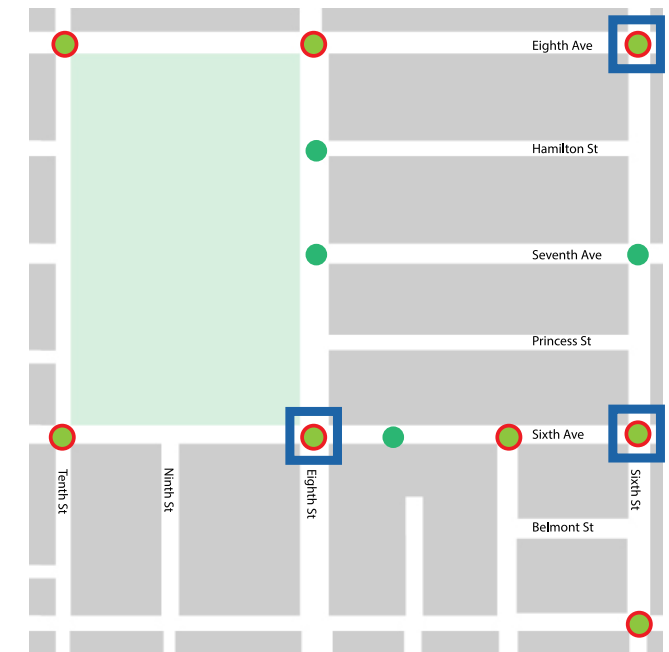 Eighth Ave
Hamilton St
Seventh Ave
Princess St
Sixth Ave
Tenth St
Ninth St
Eighth St
Sixth St
Belmont St